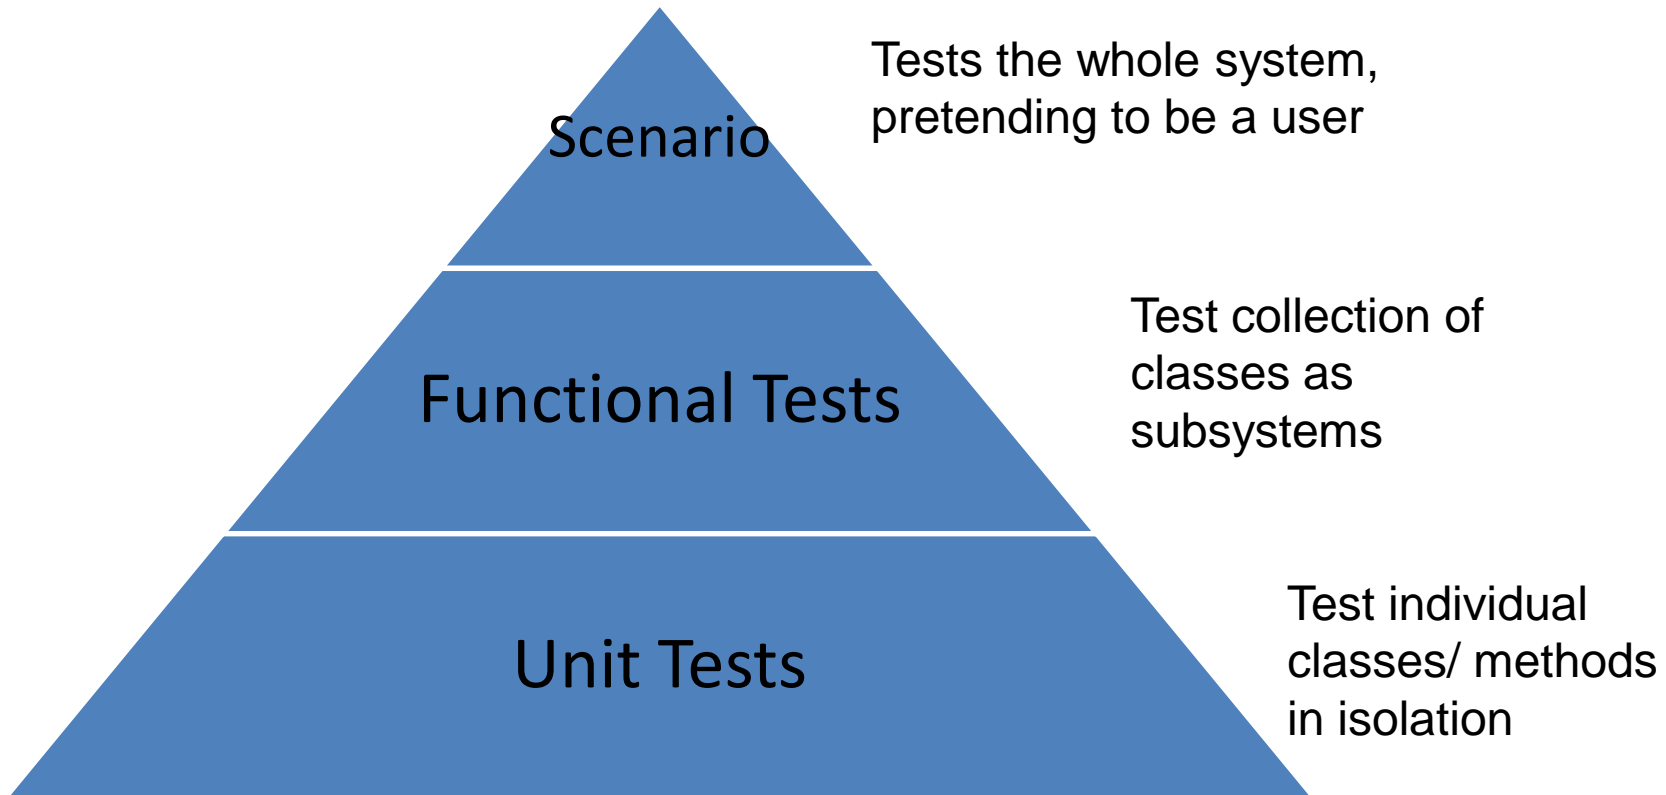 Scenario
Tests the whole system,
pretending to be a user
Functional Tests
Test collection of
classes as
subsystems
Unit Tests
Test individual
classes/ methods
in isolation